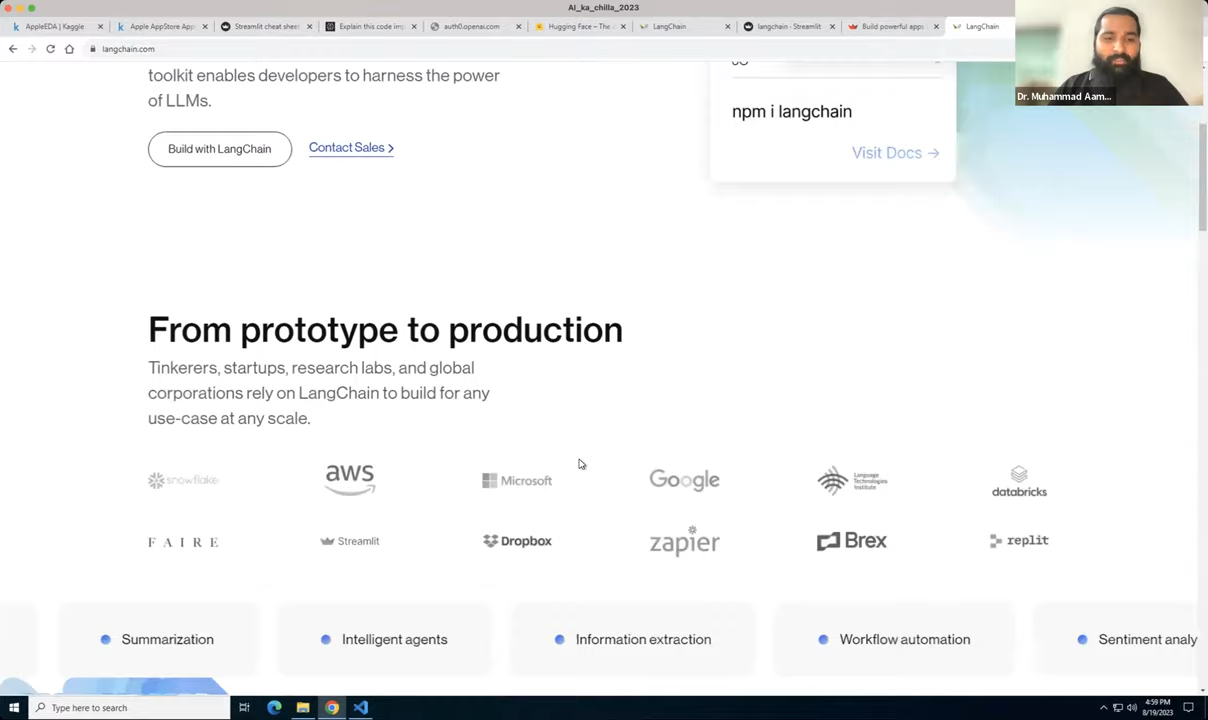 AI_ka_chilla_2023
AppleEDA | Kaggle
Apple AppStore App
Streamlit cheat shee
Explain this code im
auth0.openai.com
Hugging Face – The A
LangChain
langchain · Streamlit
Build powerful apps
LangChain
langchain.com
toolkit enables developers to harness the power
of LLMs.
Build with LangChain
Contact Sales >
npm i langchain
Visit Docs →
Dr. Muhammad Aam...
From prototype to production
Tinkerers, startups, research labs, and global
corporations rely on LangChain to build for any
use-case at any scale.
snowflake
aws
Microsoft
Google
Language
Technologies
Institute
databricks
FAIRE
Streamlit
Dropbox
zapier
Brex
replit
Summarization
Intelligent agents
Information extraction
Workflow automation
Sentiment analy
Type here to search
4:59 PM
8/19/2023